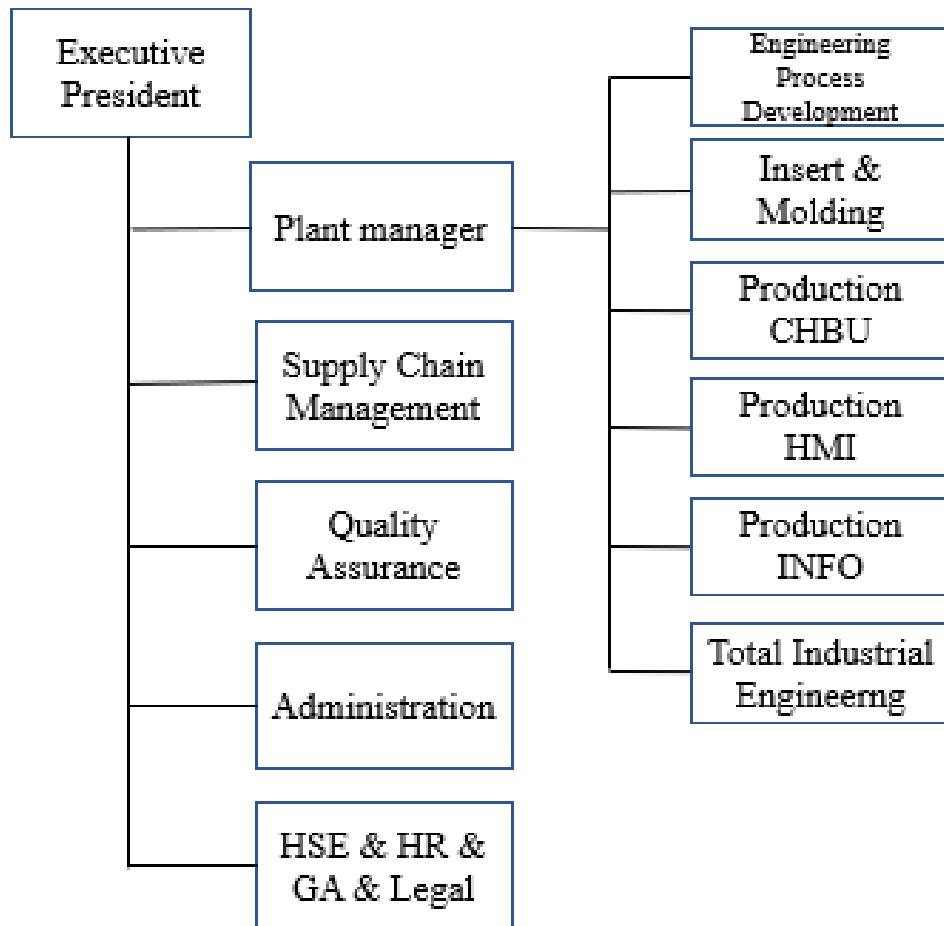 Executive
President
Plant manager
Supply Chain
Management
Quality
Assurance
Administration
HSE & HR &
GA & Legal
Engineering
Process
Development
Insert &
Molding
Production
CHBU
Production
HMI
Production
INFO
Total Industrial
Engineerng